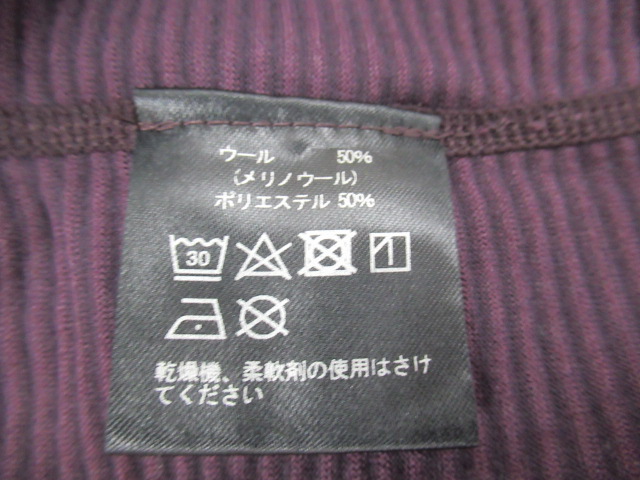 ウール 50%
(メリノウール)
ポリエステル 50%
30
乾燥機、柔軟剤の使用はさけ
てください